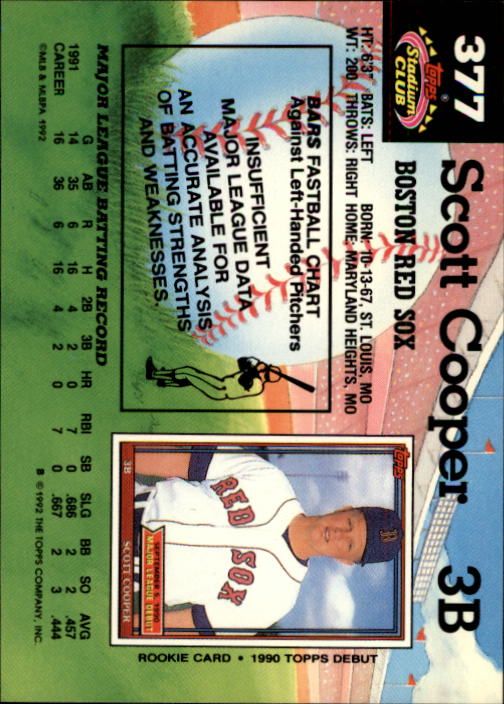 377
Topps
Stadium
CLUB
Scott Cooper 3B
BOSTON RED SOX
HT: 6'3" BATS: LEFT BORN: 10-13-67, ST. LOUIS, MO
WT: 200 THROWS: RIGHT HOME: MARYLAND HEIGHTS, MO
BARS FASTBALL CHART
Against Left-Handed Pitchers
INSUFFICIENT
MAJOR LEAGUE DATA
AVAILABLE FOR
AN ACCURATE ANALYSIS
OF BATTING STRENGTHS
AND WEAKNESSES.
TOPPS
B
RED SOX
SEPTEMBER 5, 1990
MAJOR LEAGUE DEBUT
3B SCOTT COOPER
ROOKIE CARD • 1990 TOPPS DEBUT
MAJOR LEAGUE BATTING RECORD
G AB R H 2B 3B HR RBI SB SLG BB SO AVG
1991 14 35 6 16 4 2 0 7 0 .686 2 2 .457
CAREER 16 36 6 16 4 2 0 7 0 .667 2 3 .444
©MLB & MLBPA 1992
B © 1992 THE TOPPS COMPANY, INC.